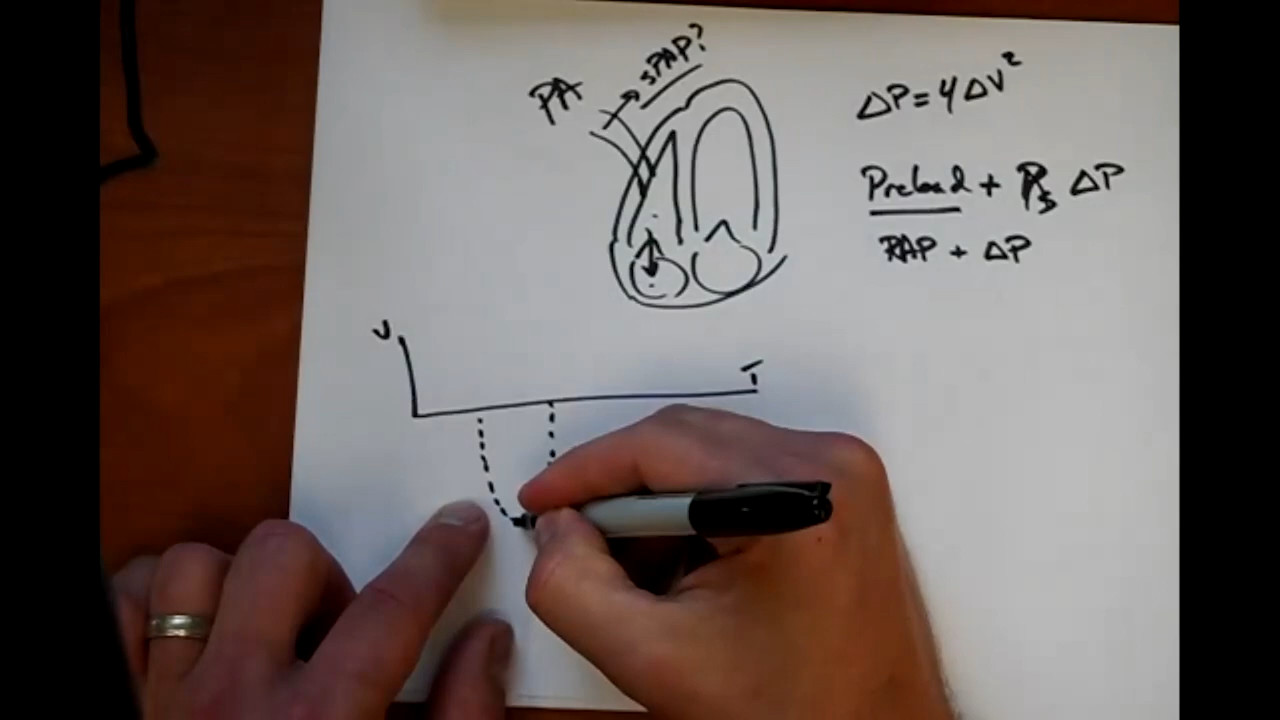 PA → sPAP?
ΔP = 4ΔV²
Preload + ΔP
RAP + ΔP
V
T